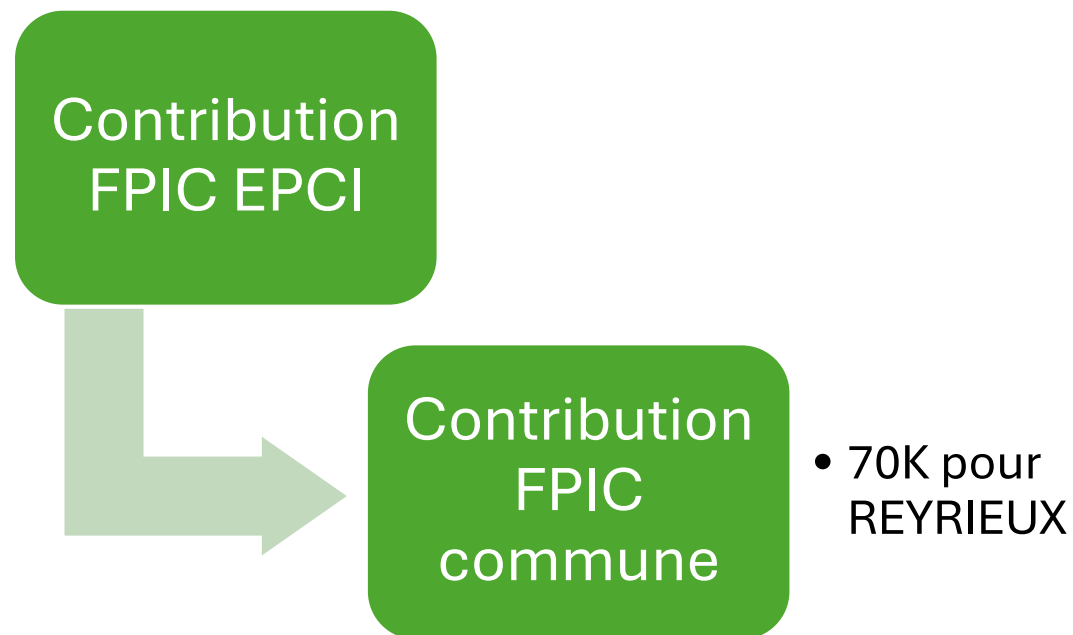 Contribution
FPIC EPCI
Contribution
FPIC
commune
• 70K pour
REYRIEUX